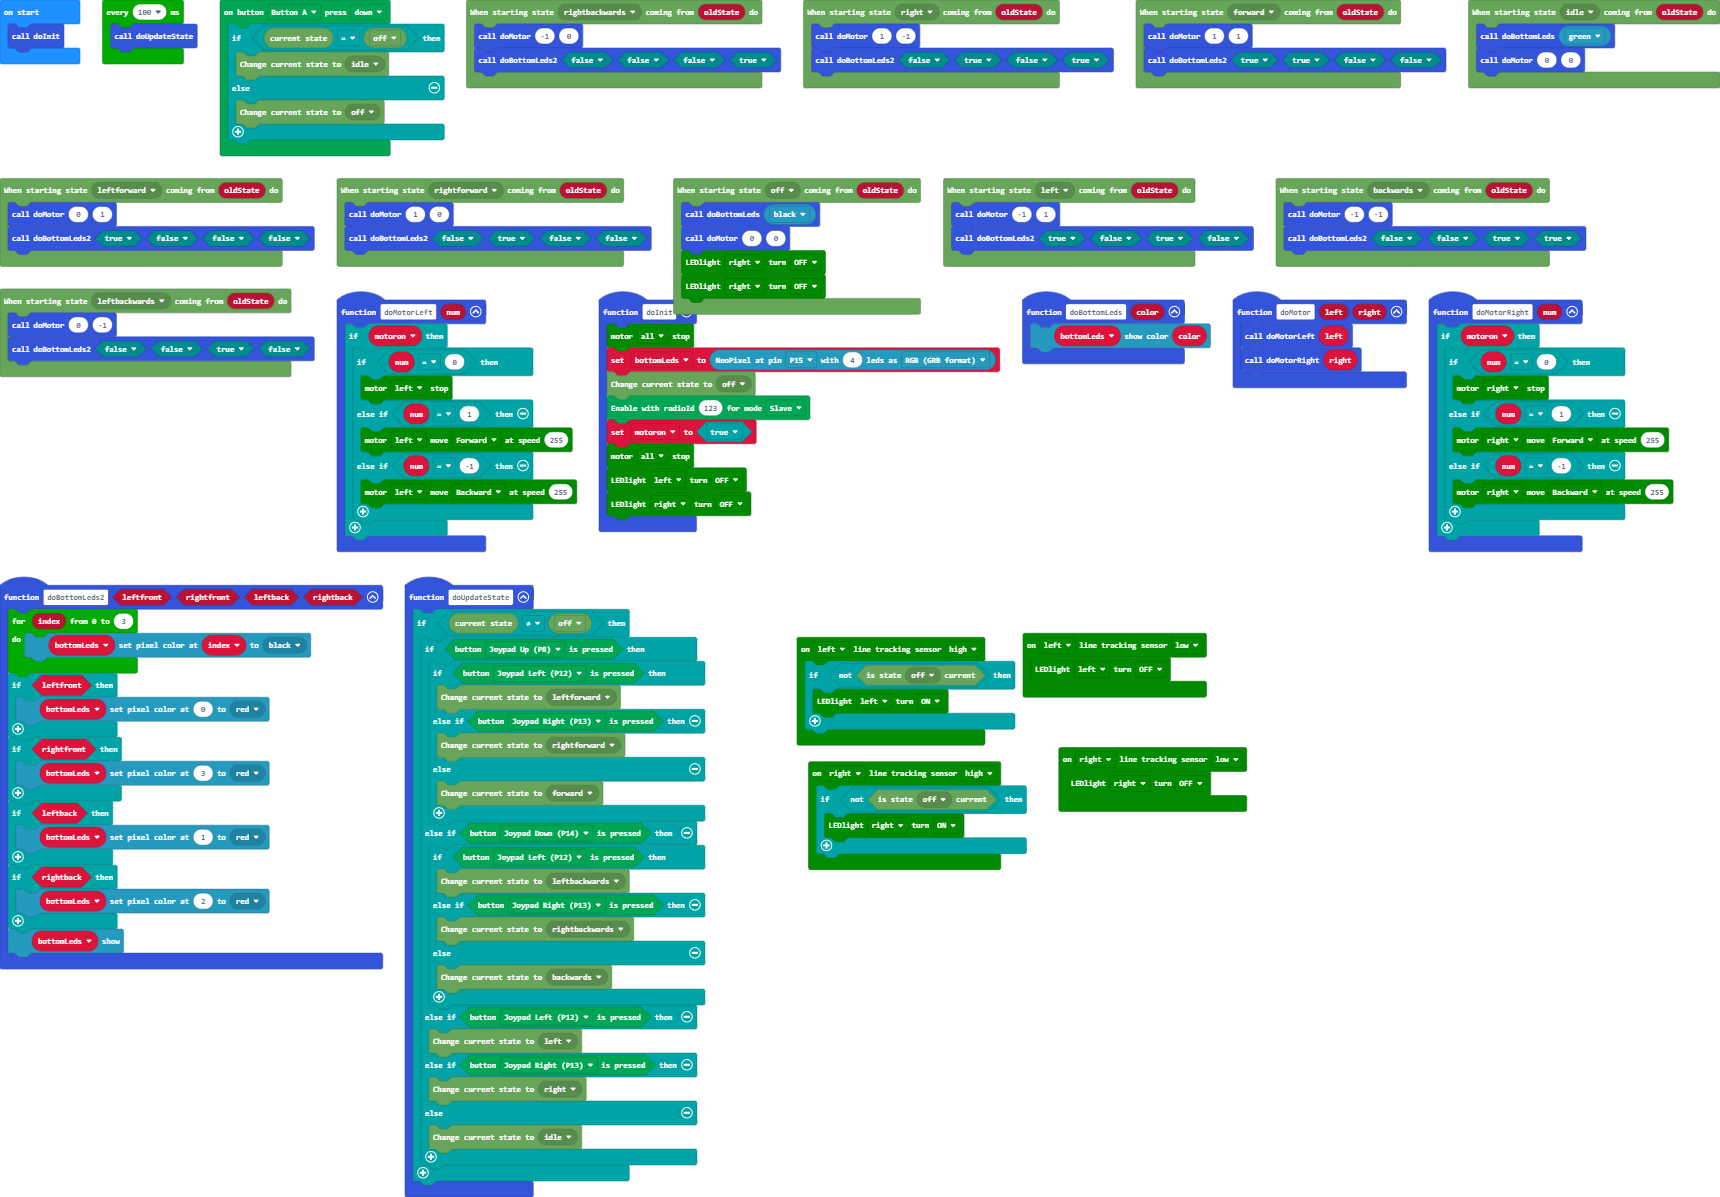 on start
call doInit
every 100 ms
call doUpdateState
on button Button A press down
if current state = off then
Change current state to idle
else
Change current state to off
When starting state rightbackwards coming from oldState do
call doMotor -1 0
call doBottomLeds2 false false false true
When starting state right coming from oldState do
call doMotor 1 -1
call doBottomLeds2 false true false true
When starting state forward coming from oldState do
call doMotor 1 1
call doBottomLeds2 true true false false
When starting state idle coming from oldState do
call doBottomLeds green
call doMotor 0 0
When starting state leftforward coming from oldState do
call doMotor 0 1
call doBottomLeds2 true false false false
When starting state rightforward coming from oldState do
call doMotor 1 0
call doBottomLeds2 false true false false
When starting state off coming from oldState do
call doBottomLeds black
call doMotor 0 0
LEDlight right turn OFF
LEDlight right turn OFF
When starting state left coming from oldState do
call doMotor -1 1
call doBottomLeds2 true false true false
When starting state backwards coming from oldState do
call doMotor -1 -1
call doBottomLeds2 false false true true
When starting state leftbackwards coming from oldState do
call doMotor 0 -1
call doBottomLeds2 false false true false
function doMotorLeft num
if motoron then
if num = 0 then
motor left stop
else if num = 1 then
motor left move Forward at speed 255
else if num = -1 then
motor left move Backward at speed 255
function doInit
motor all stop
set bottomLeds to NeoPixel at pin P15 with 4 leds as RGB (GRB format)
Change current state to off
Enable with radioId 123 for mode Slave
set motoron to true
motor all stop
LEDlight left turn OFF
LEDlight right turn OFF
function doBottomLeds color
bottomLeds show color color
function doMotor left right
call doMotorLeft left
call doMotorRight right
function doMotorRight num
if motoron then
if num = 0 then
motor right stop
else if num = 1 then
motor right move Forward at speed 255
else if num = -1 then
motor right move Backward at speed 255
function doBottomLeds2 leftfront rightfront leftback rightback
for index from 0 to 3
do bottomLeds set pixel color at index to black
if leftfront then
bottomLeds set pixel color at 0 to red
if rightfront then
bottomLeds set pixel color at 3 to red
if leftback then
bottomLeds set pixel color at 1 to red
if rightback then
bottomLeds set pixel color at 2 to red
bottomLeds show
function doUpdateState
if current state ≠ off then
if button Joypad Up (P8) is pressed then
if button Joypad Left (P12) is pressed then
Change current state to leftforward
else if button Joypad Right (P13) is pressed then
Change current state to rightforward
else
Change current state to forward
else if button Joypad Down (P14) is pressed then
if button Joypad Left (P12) is pressed then
Change current state to leftbackwards
else if button Joypad Right (P13) is pressed then
Change current state to rightbackwards
else
Change current state to backwards
else if button Joypad Left (P12) is pressed then
Change current state to left
else if button Joypad Right (P13) is pressed then
Change current state to right
else
Change current state to idle
on left line tracking sensor high
if not is state off current then
LEDlight left turn ON
on left line tracking sensor low
LEDlight left turn OFF
on right line tracking sensor high
if not is state off current then
LEDlight right turn ON
on right line tracking sensor low
LEDlight right turn OFF